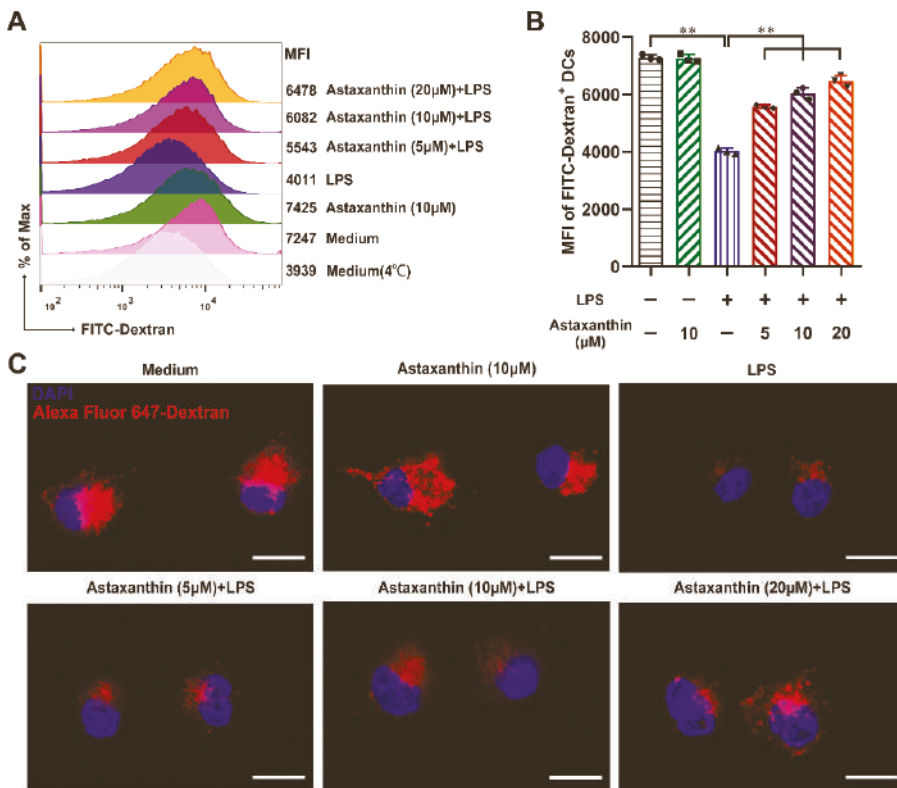 A
MFI
6478 Astaxanthin (20μM)+LPS
6082 Astaxanthin (10μM)+LPS
5543 Astaxanthin (5μM)+LPS
4011 LPS
7425 Astaxanthin (10μM)
7247 Medium
3939 Medium(4℃)
% of Max
10² 10³ 10⁴
FITC-Dextran
B
** **
8000
6000
4000
2000
0
MFI of FITC-Dextran⁺ DCs
LPS − − + + + +
Astaxanthin (μM) − 10 − 5 10 20
C
Medium Astaxanthin (10μM) LPS
DAPI
Alexa Fluor 647-Dextran
Astaxanthin (5μM)+LPS Astaxanthin (10μM)+LPS Astaxanthin (20μM)+LPS